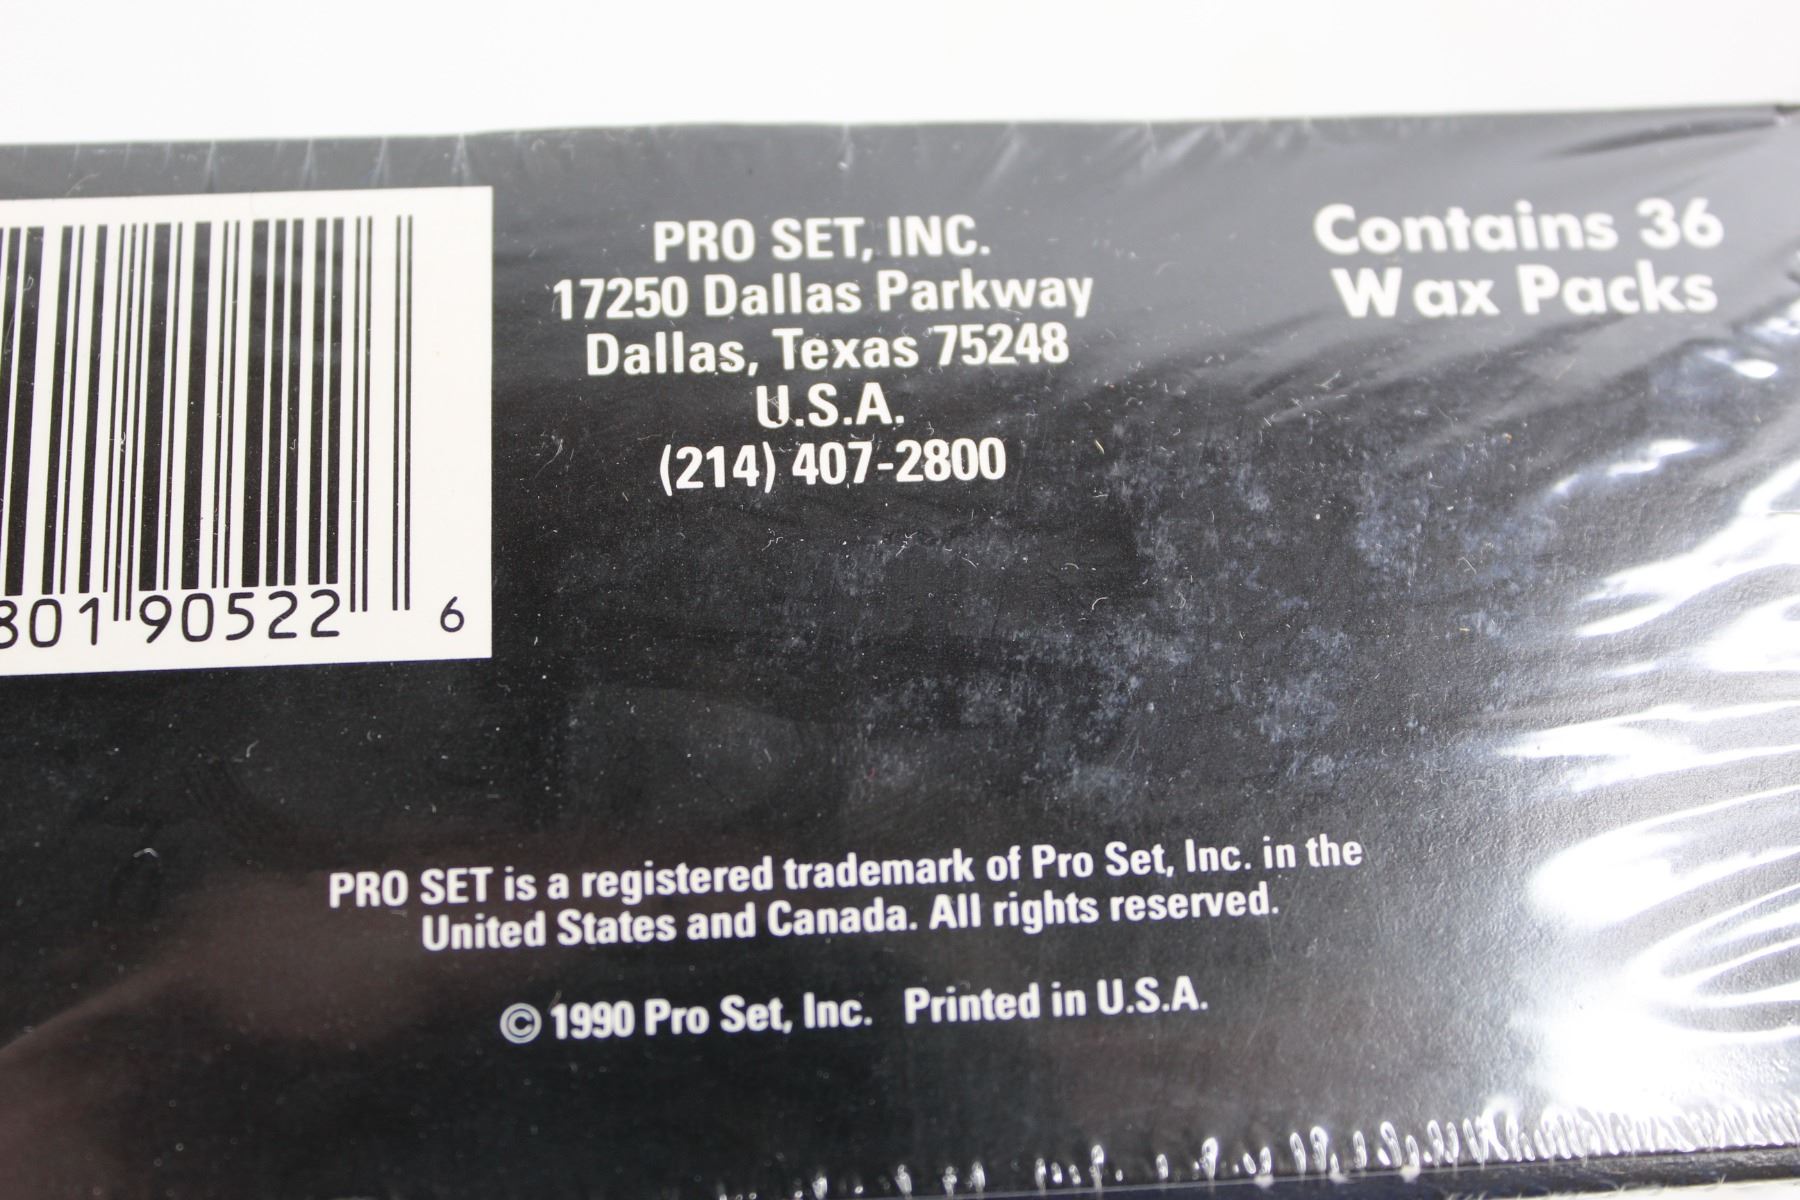 PRO SET, INC.
17250 Dallas Parkway
Dallas, Texas 75248
U.S.A.
(214) 407-2800
Contains 36
Wax Packs
801 90522 6
PRO SET is a registered trademark of Pro Set, Inc. in the
United States and Canada. All rights reserved.
© 1990 Pro Set, Inc. Printed in U.S.A.